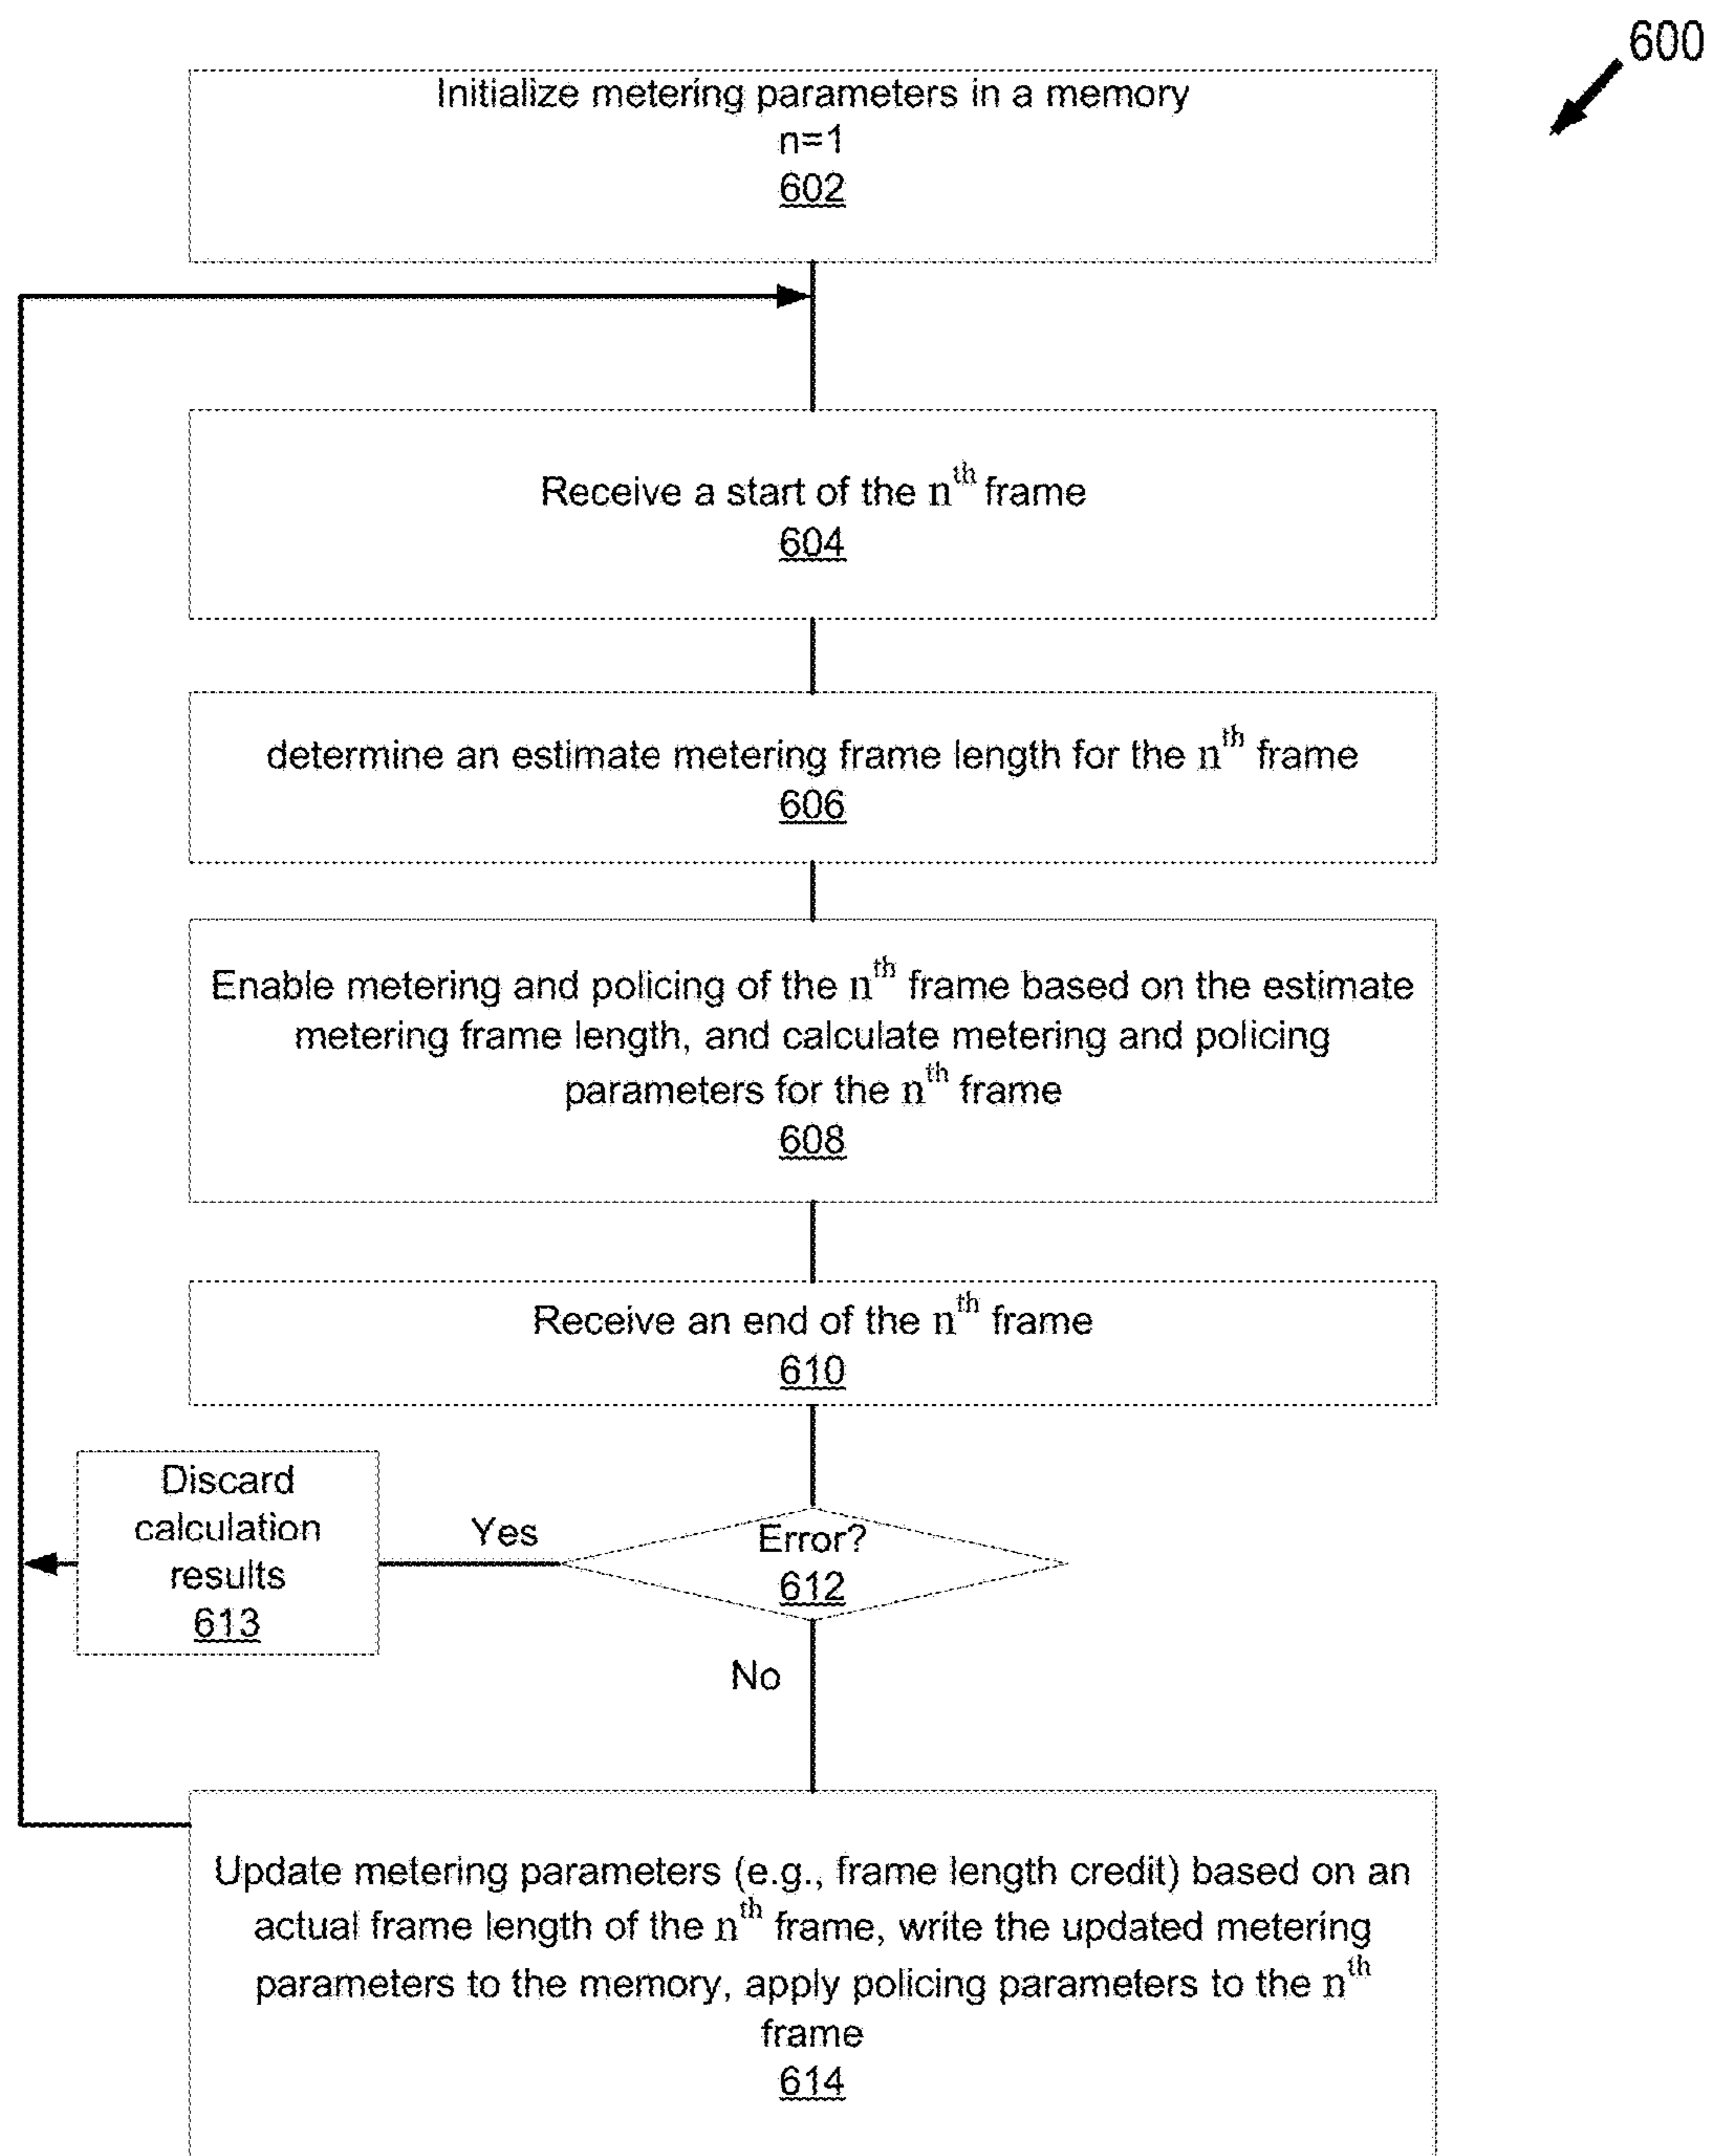 600
Initialize metering parameters in a memory
n=1
602
Receive a start of the nth frame
604
determine an estimate metering frame length for the nth frame
606
Enable metering and policing of the nth frame based on the estimate
metering frame length, and calculate metering and policing
parameters for the nth frame
608
Receive an end of the nth frame
610
Error?
612
Yes
Discard
calculation
results
613
No
Update metering parameters (e.g., frame length credit) based on an
actual frame length of the nth frame, write the updated metering
parameters to the memory, apply policing parameters to the nth
frame
614